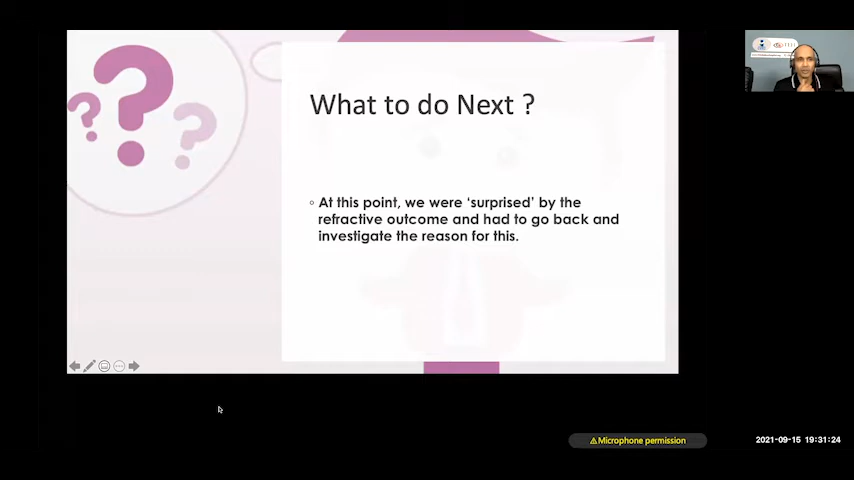 What to do Next ?
At this point, we were ‘surprised’ by the
refractive outcome and had to go back and
investigate the reason for this.
Microphone permission
2021-09-15 19:31:24